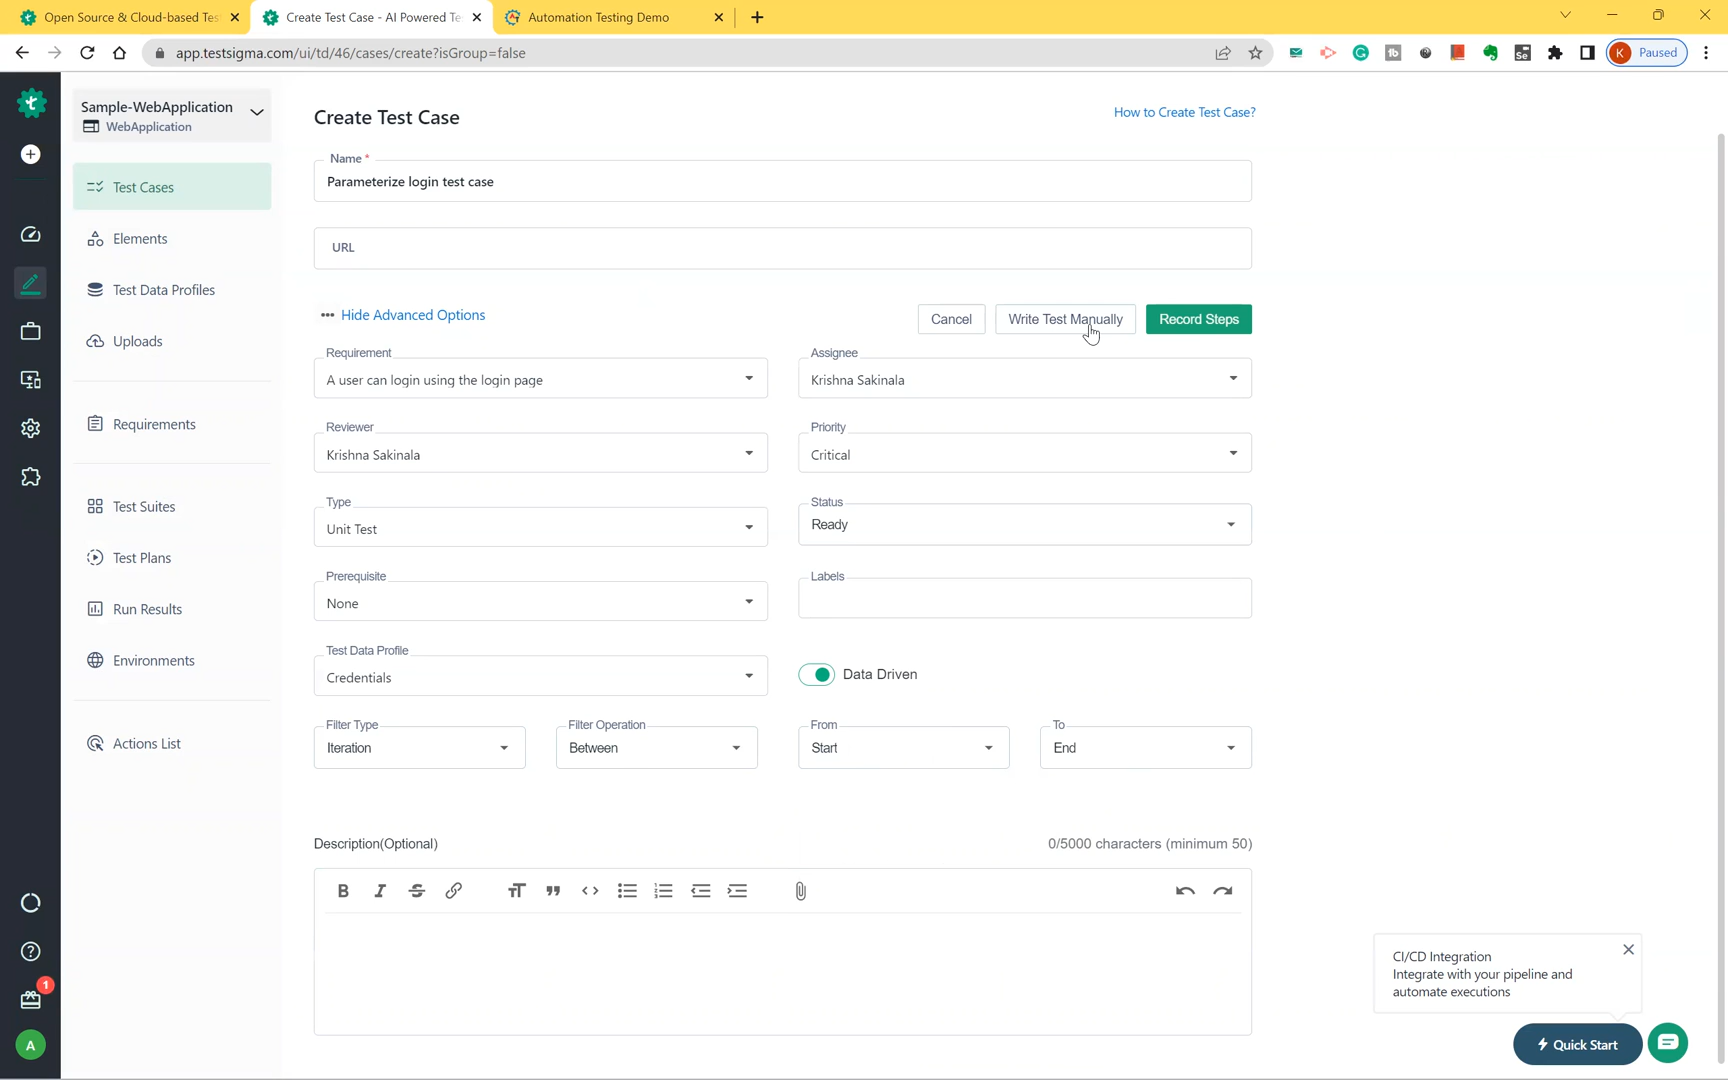 Open Source & Cloud-based Tes
Create Test Case - AI Powered Te
Automation Testing Demo
app.testsigma.com/ui/td/46/cases/create?isGroup=false
K Paused
Sample-WebApplication
WebApplication
Test Cases
Elements
Test Data Profiles
Uploads
Requirements
Test Suites
Test Plans
Run Results
Environments
Actions List
1
A
Create Test Case
How to Create Test Case?
Name *
Parameterize login test case
URL
Hide Advanced Options
Cancel
Write Test Manually
Record Steps
Requirement
A user can login using the login page
Assignee
Krishna Sakinala
Reviewer
Krishna Sakinala
Priority
Critical
Type
Unit Test
Status
Ready
Prerequisite
None
Labels
Test Data Profile
Credentials
Data Driven
Filter Type
Iteration
Filter Operation
Between
From
Start
To
End
Description(Optional)
0/5000 characters (minimum 50)
CI/CD Integration
Integrate with your pipeline and
automate executions
Quick Start